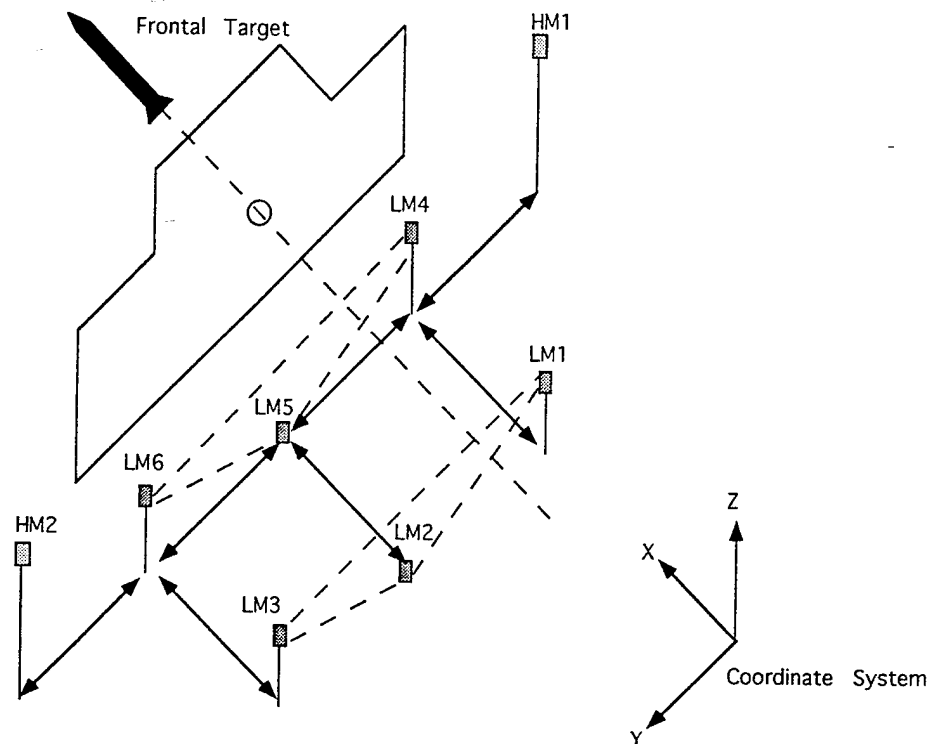 Frontal Target
HM1
LM4
LM1
LM5
LM6
HM2
LM2
LM3
Z
X
Coordinate System
Y